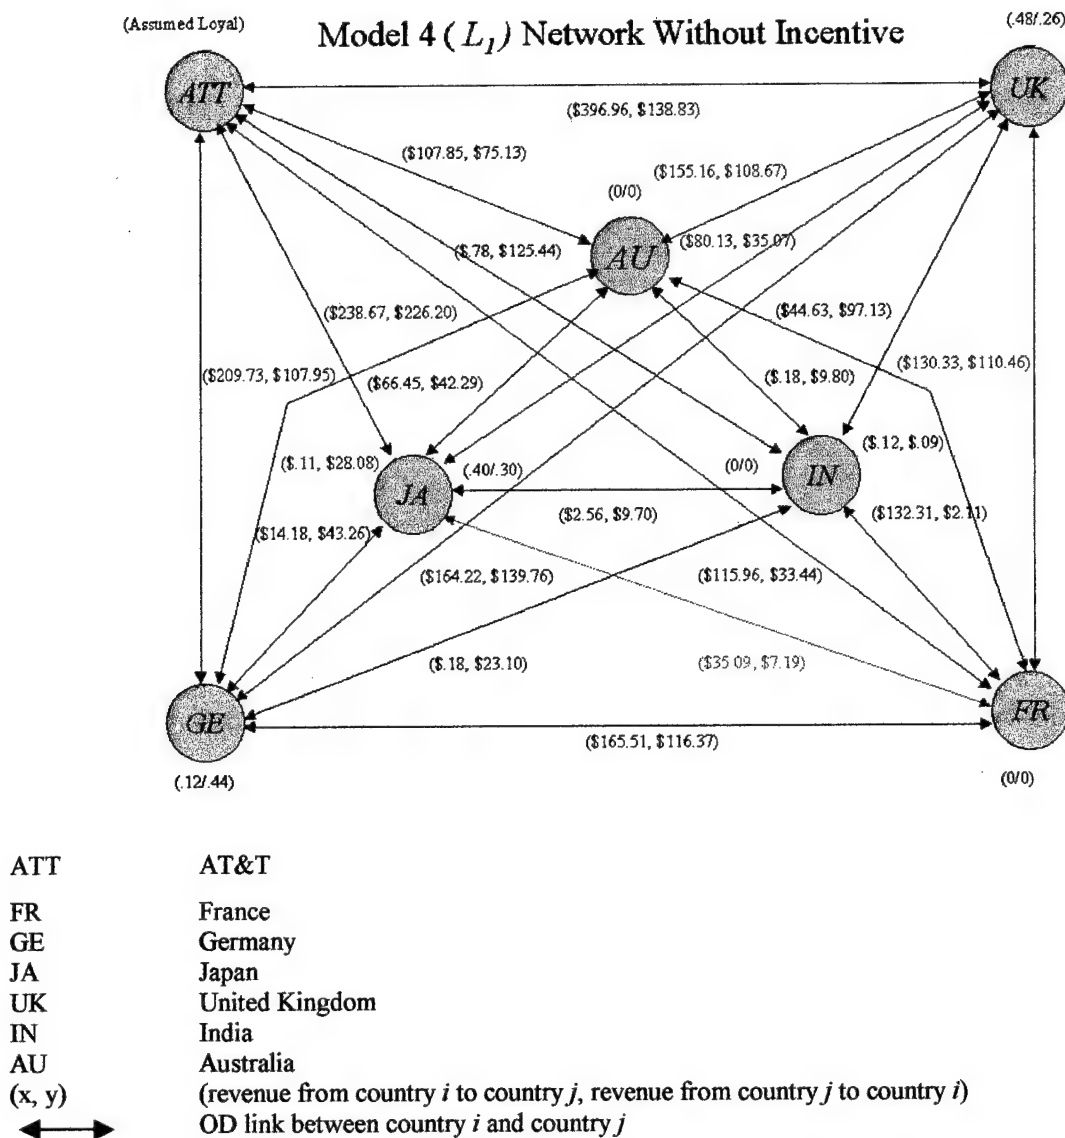 (Assumed Loyal)
Model 4 (L1) Network Without Incentive
(.48/.26)
ATT
UK
($396.96, $138.83)
($107.85, $75.13)
($155.16, $108.67)
(0/0)
($.78, $125.44)
AU
($80.13, $35.07)
($238.67, $226.20)
($44.63, $97.13)
($209.73, $107.95)
($66.45, $42.29)
($.18, $9.80)
($130.33, $110.46)
($.11, $28.08)
(.40/.30)
(0/0)
($.12, $.09)
JA
IN
($2.56, $9.70)
($132.31, $2.11)
($14.18, $43.26)
($164.22, $139.76)
($115.96, $33.44)
($.18, $23.10)
($35.09, $7.19)
GE
FR
($165.51, $116.37)
(.12/.44)
(0/0)
ATT AT&T
FR France
GE Germany
JA Japan
UK United Kingdom
IN India
AU Australia
(x, y) (revenue from country i to country j, revenue from country j to country i)
OD link between country i and country j